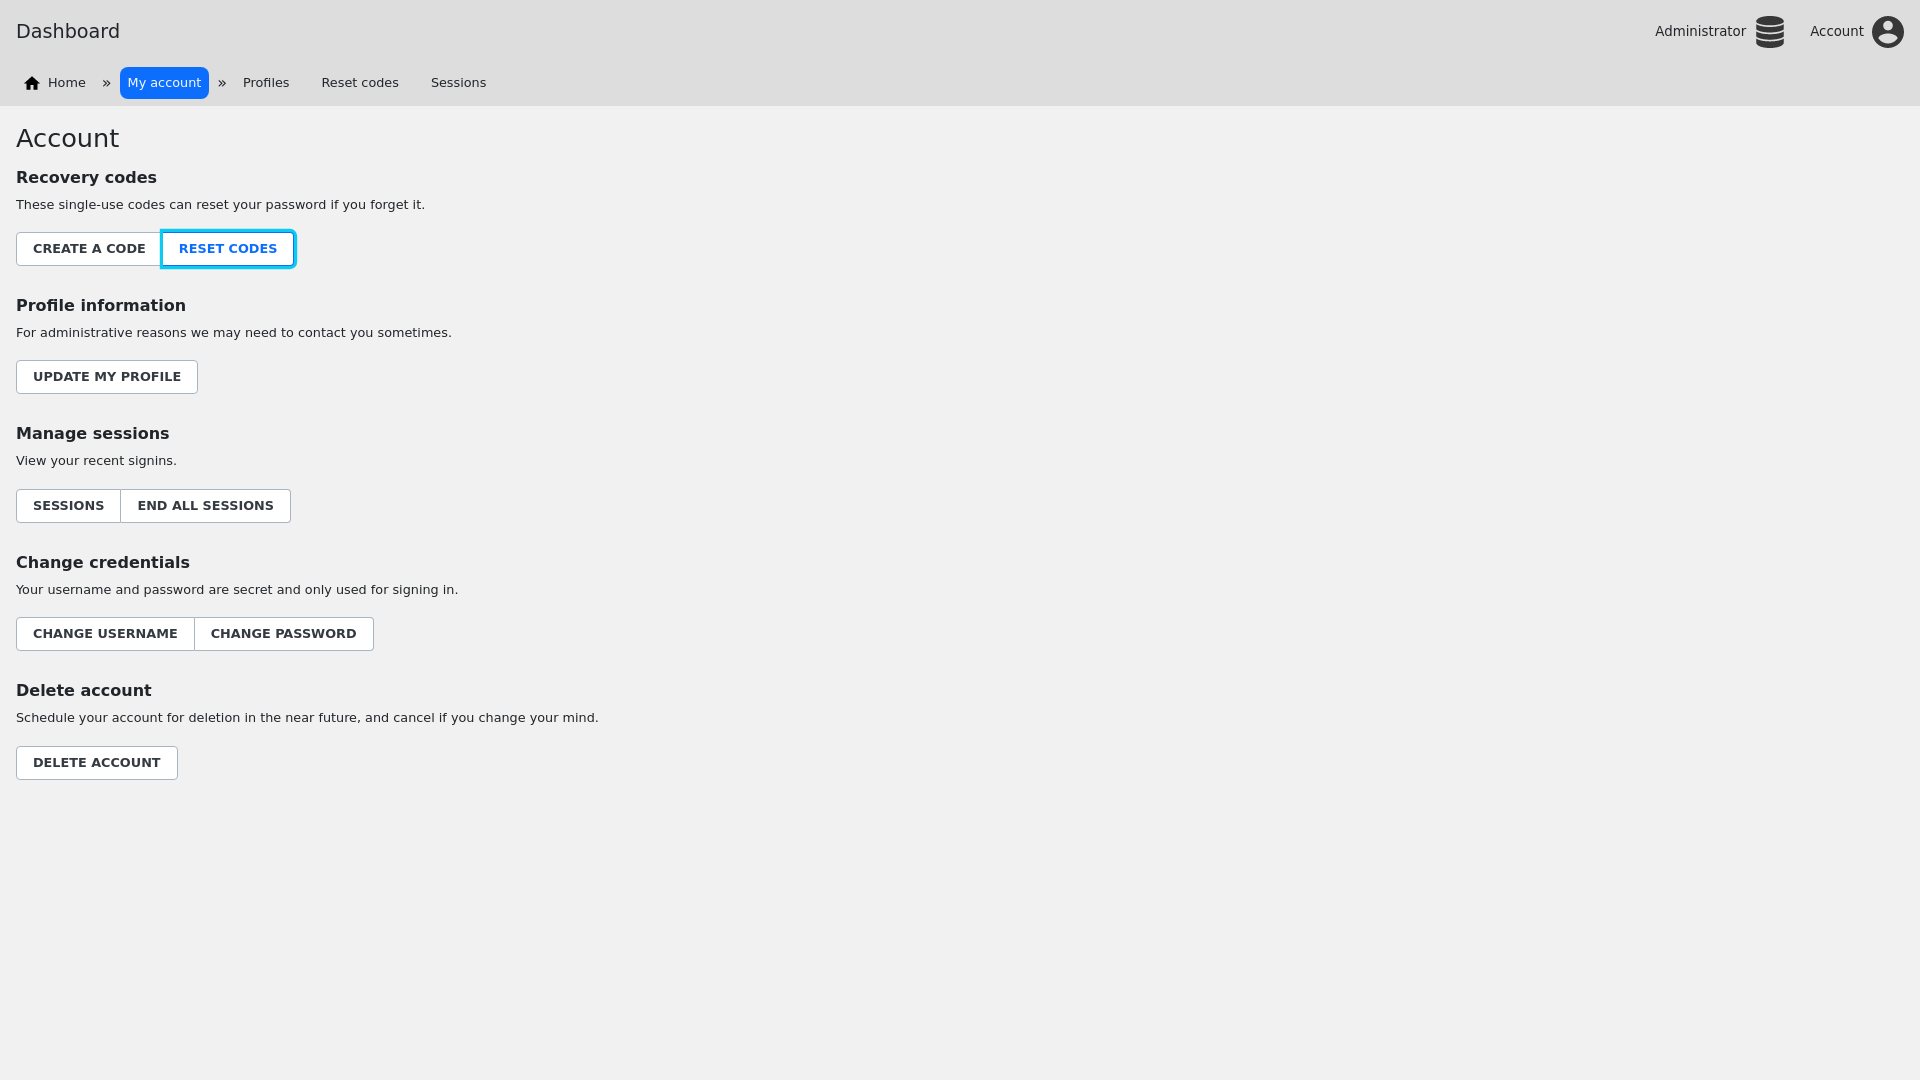 Dashboard
Administrator
Account
Home » My account » Profiles Reset codes Sessions
Account
Recovery codes
These single-use codes can reset your password if you forget it.
CREATE A CODE RESET CODES
Profile information
For administrative reasons we may need to contact you sometimes.
UPDATE MY PROFILE
Manage sessions
View your recent signins.
SESSIONS END ALL SESSIONS
Change credentials
Your username and password are secret and only used for signing in.
CHANGE USERNAME CHANGE PASSWORD
Delete account
Schedule your account for deletion in the near future, and cancel if you change your mind.
DELETE ACCOUNT